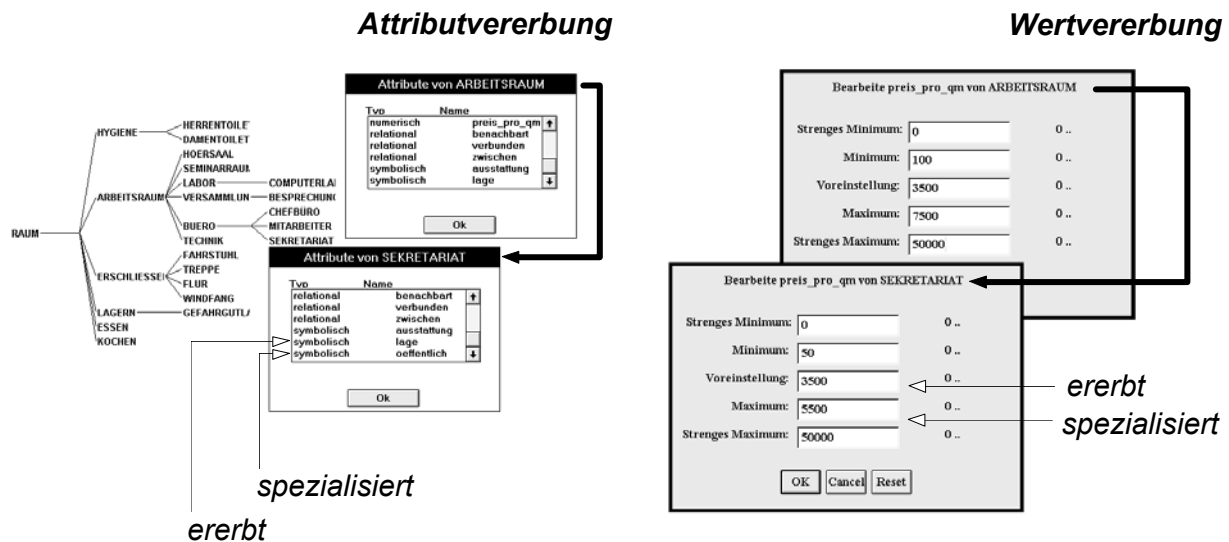 Attributvererbung
Wertvererbung
RAUM
HYGIENE
HERRENTOILET
DAMENTOILET
ARBEITSRAUM
HOERSAAL
SEMINARRAUM
LABOR
COMPUTERLA
VERSAMMLUN
BESPRECHUNG
BUERO
CHEFBÜRO
MITARBEITER
SEKRETARIAT
TECHNIK
ERSCHLIESSEN
FAHRSTUHL
TREPPE
FLUR
WINDFANG
LAGERN
GEFAHRGUTLA
ESSEN
KOCHEN
Attribute von ARBEITSRAUM
Typ Name
numerisch preis_pro_qm
relational benachbart
relational verbunden
relational zwischen
symbolisch ausstattung
symbolisch lage
Ok
Attribute von SEKRETARIAT
Typ Name
relational benachbart
relational verbunden
relational zwischen
symbolisch ausstattung
symbolisch lage
symbolisch oeffentlich
Ok
spezialisiert
ererbt
Bearbeite preis_pro_qm von ARBEITSRAUM
Strenges Minimum: 0 0 ..
Minimum: 100 0 ..
Voreinstellung: 3500 0 ..
Maximum: 7500 0 ..
Strenges Maximum: 50000 0 ..
Bearbeite preis_pro_qm von SEKRETARIAT
Strenges Minimum: 0 0 ..
Minimum: 50 0 ..
Voreinstellung: 3500 0 ..
Maximum: 5500 0 ..
Strenges Maximum: 50000 0 ..
OK Cancel Reset
ererbt
spezialisiert